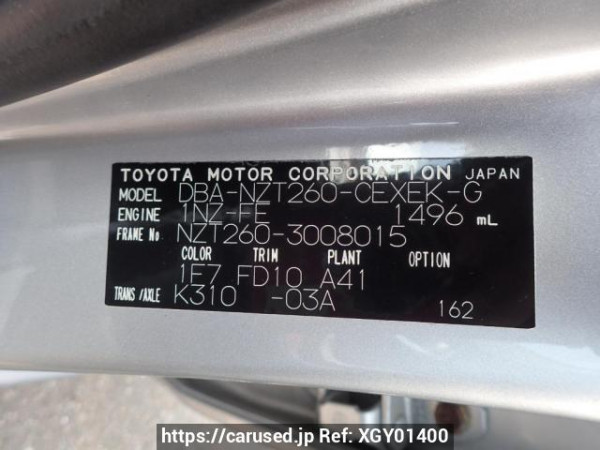 TOYOTA MOTOR CORPORATION JAPAN
MODEL DBA-NZT260-CEXEK-G
ENGINE 1NZ-FE 1496 mL
FRAME No NZT260-3008015
COLOR TRIM PLANT OPTION
1F7 FD10 A41
TRANS/AXLE K310 -03A
162
https://carused.jp Ref: XGY01400